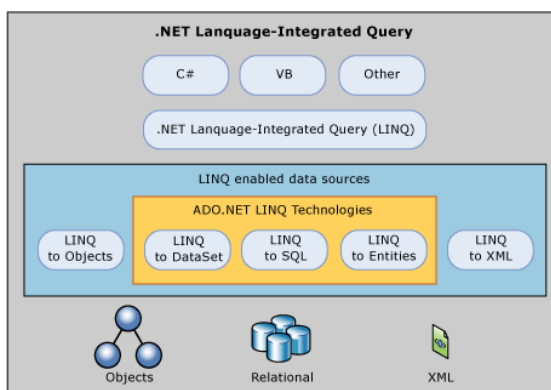 .NET Lanquage-Integrated Query
C#
VB
Other
.NET Lanquage-Integrated Query (LINQ)
LINQ enabled data sources
ADO.NET LINQ Technologies
LINQ
to Objects
LINQ
to DataSet
LINQ
to SQL
LINQ
to Entities
LINQ
to XML
Objects
Relational
XML